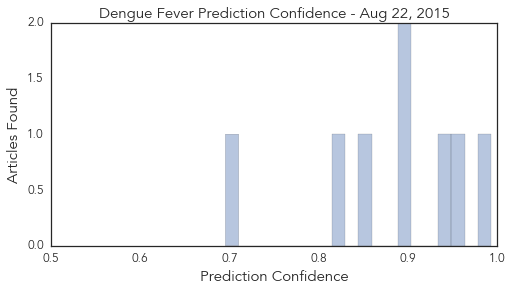 Dengue Fever Prediction Confidence - Aug 22, 2015
2.0
1.5
1.0
0.5
0.0
Articles Found
0.5 0.6 0.7 0.8 0.9 1.0
Prediction Confidence